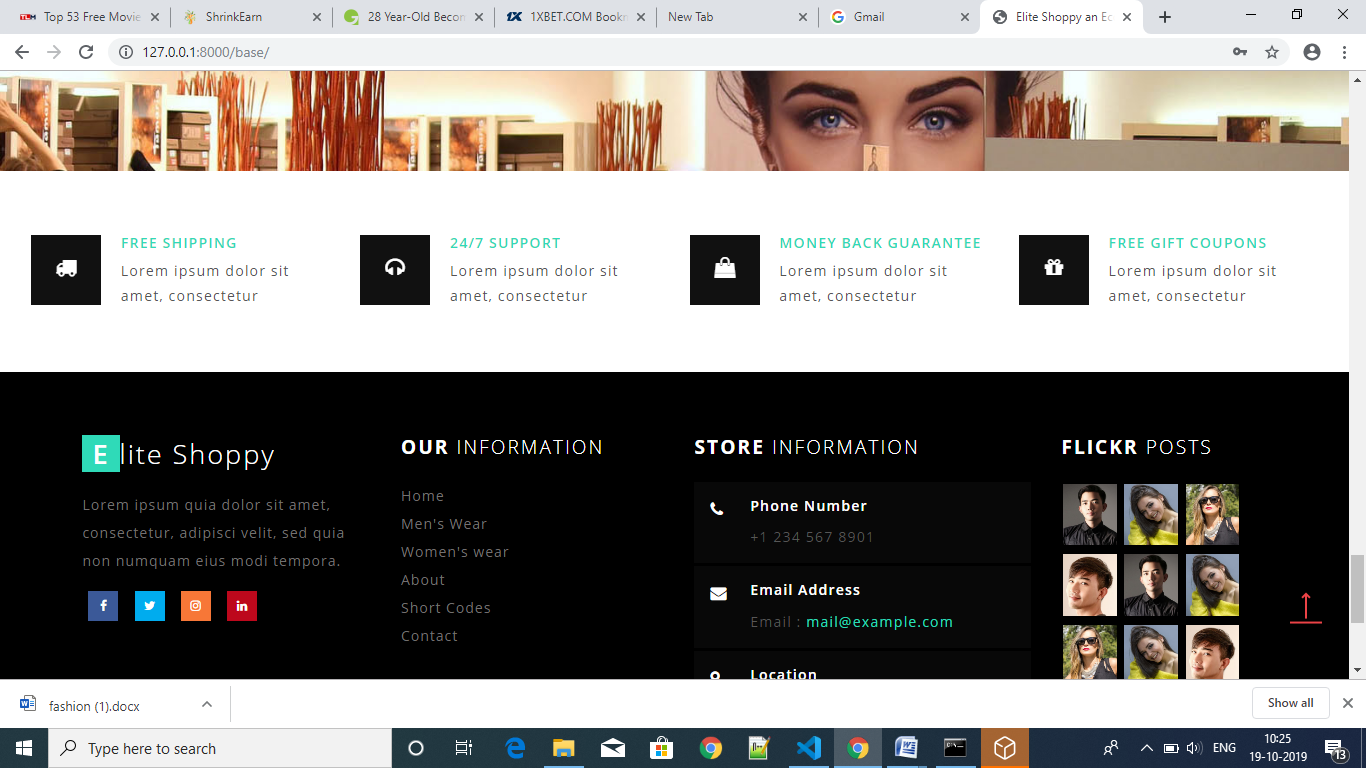 Top 53 Free Movie
ShrinkEarn
28 Year-Old Becom
1XBET.COM Bookm
New Tab
Gmail
Elite Shoppy an Ec
127.0.0.1:8000/base/
FREE SHIPPING
Lorem ipsum dolor sit
amet, consectetur
24/7 SUPPORT
Lorem ipsum dolor sit
amet, consectetur
MONEY BACK GUARANTEE
Lorem ipsum dolor sit
amet, consectetur
FREE GIFT COUPONS
Lorem ipsum dolor sit
amet, consectetur
Elite Shoppy
Lorem ipsum quia dolor sit amet,
consectetur, adipisci velit, sed quia
non numquam eius modi tempora.
OUR INFORMATION
Home
Men's Wear
Women's wear
About
Short Codes
Contact
STORE INFORMATION
Phone Number
+1 234 567 8901
Email Address
Email : mail@example.com
Location
FLICKR POSTS
fashion (1).docx
Show all
Type here to search
ENG
10:25
19-10-2019
13